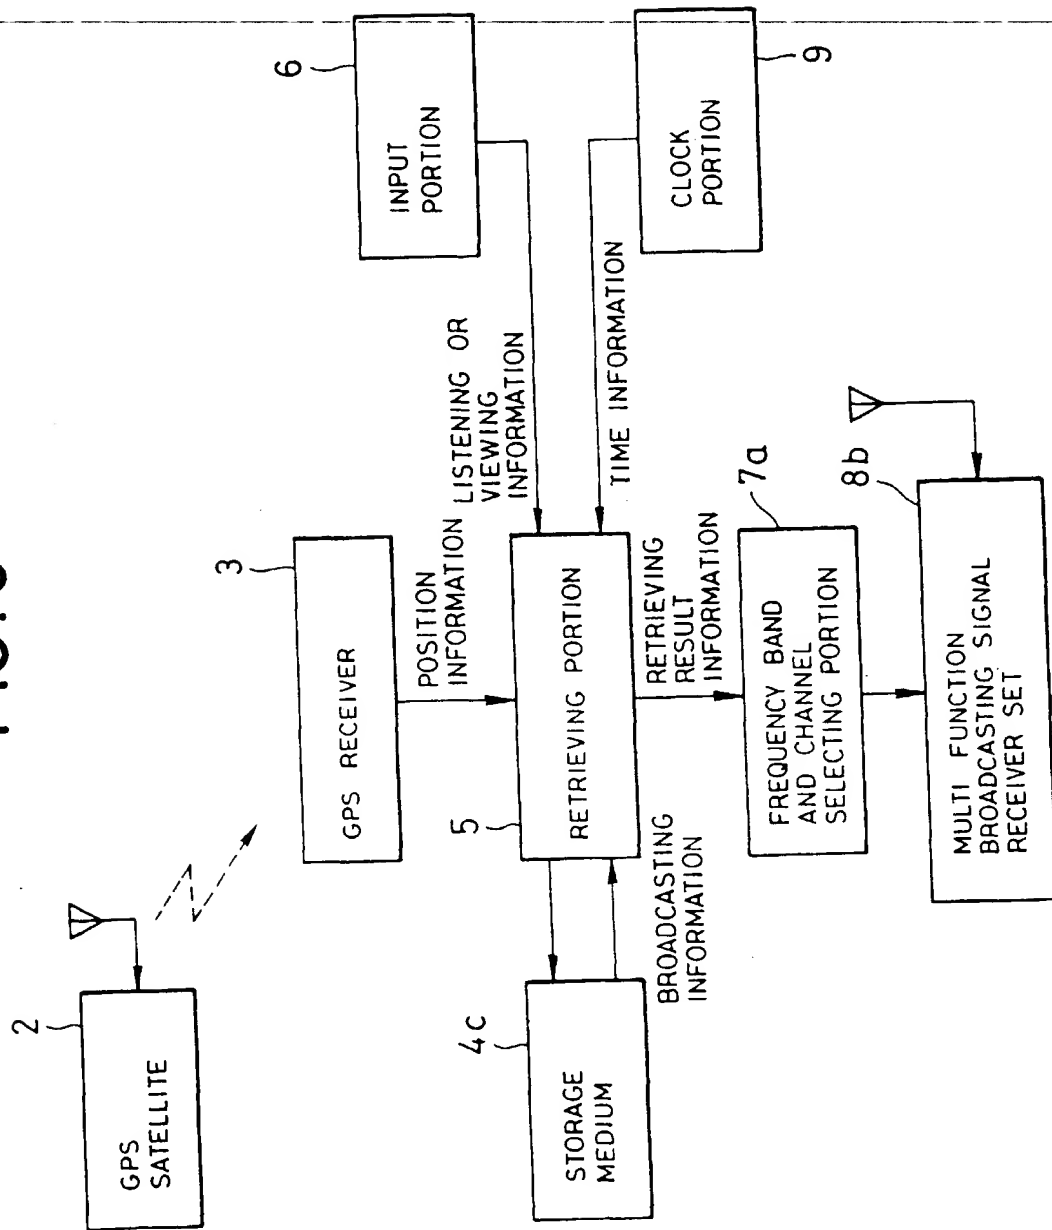 2
GPS
SATELLITE
3
GPS RECEIVER
6
INPUT
PORTION
POSITION
INFORMATION
LISTENING OR
VIEWING
INFORMATION
4c
STORAGE
MEDIUM
5
RETRIEVING PORTION
TIME INFORMATION
9
CLOCK
PORTION
BROADCASTING
INFORMATION
RETRIEVING
RESULT
INFORMATION
7a
FREQUENCY BAND
AND CHANNEL
SELECTING PORTION
8b
MULTI FUNCTION
BROADCASTING SIGNAL
RECEIVER SET